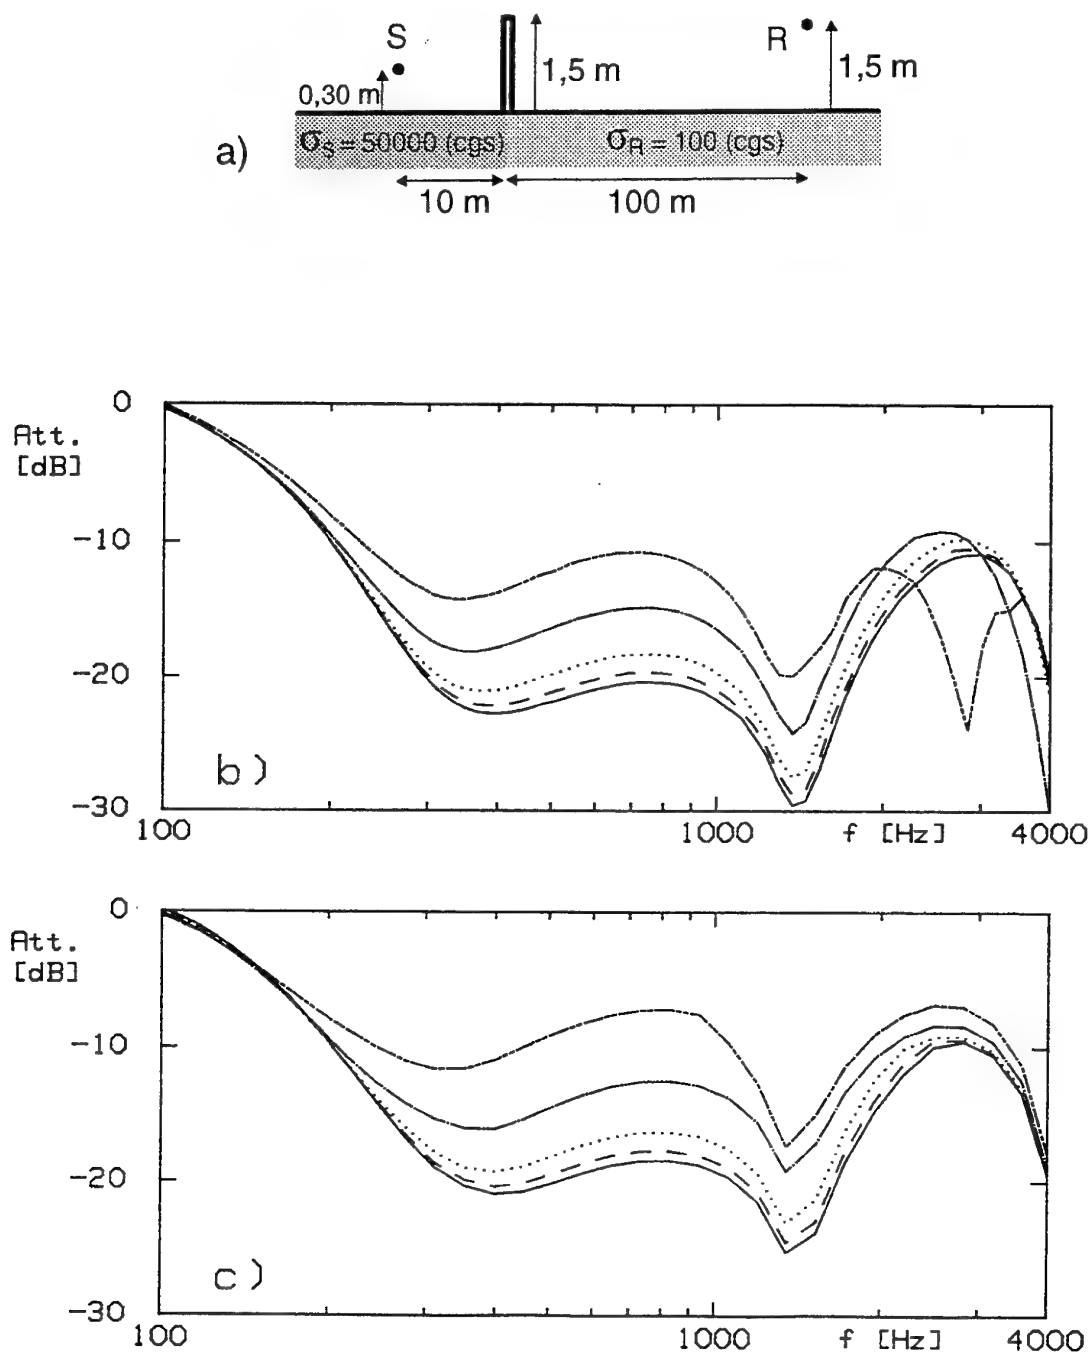 S
R
1,5 m
1,5 m
0,30 m
a)
σS = 50000 (cgs)
σR = 100 (cgs)
10 m
100 m
0
Att.
[dB]
-10
-20
-30
b)
100
1000
f [Hz]
4000
0
Att.
[dB]
-10
-20
-30
c)
100
1000
f [Hz]
4000